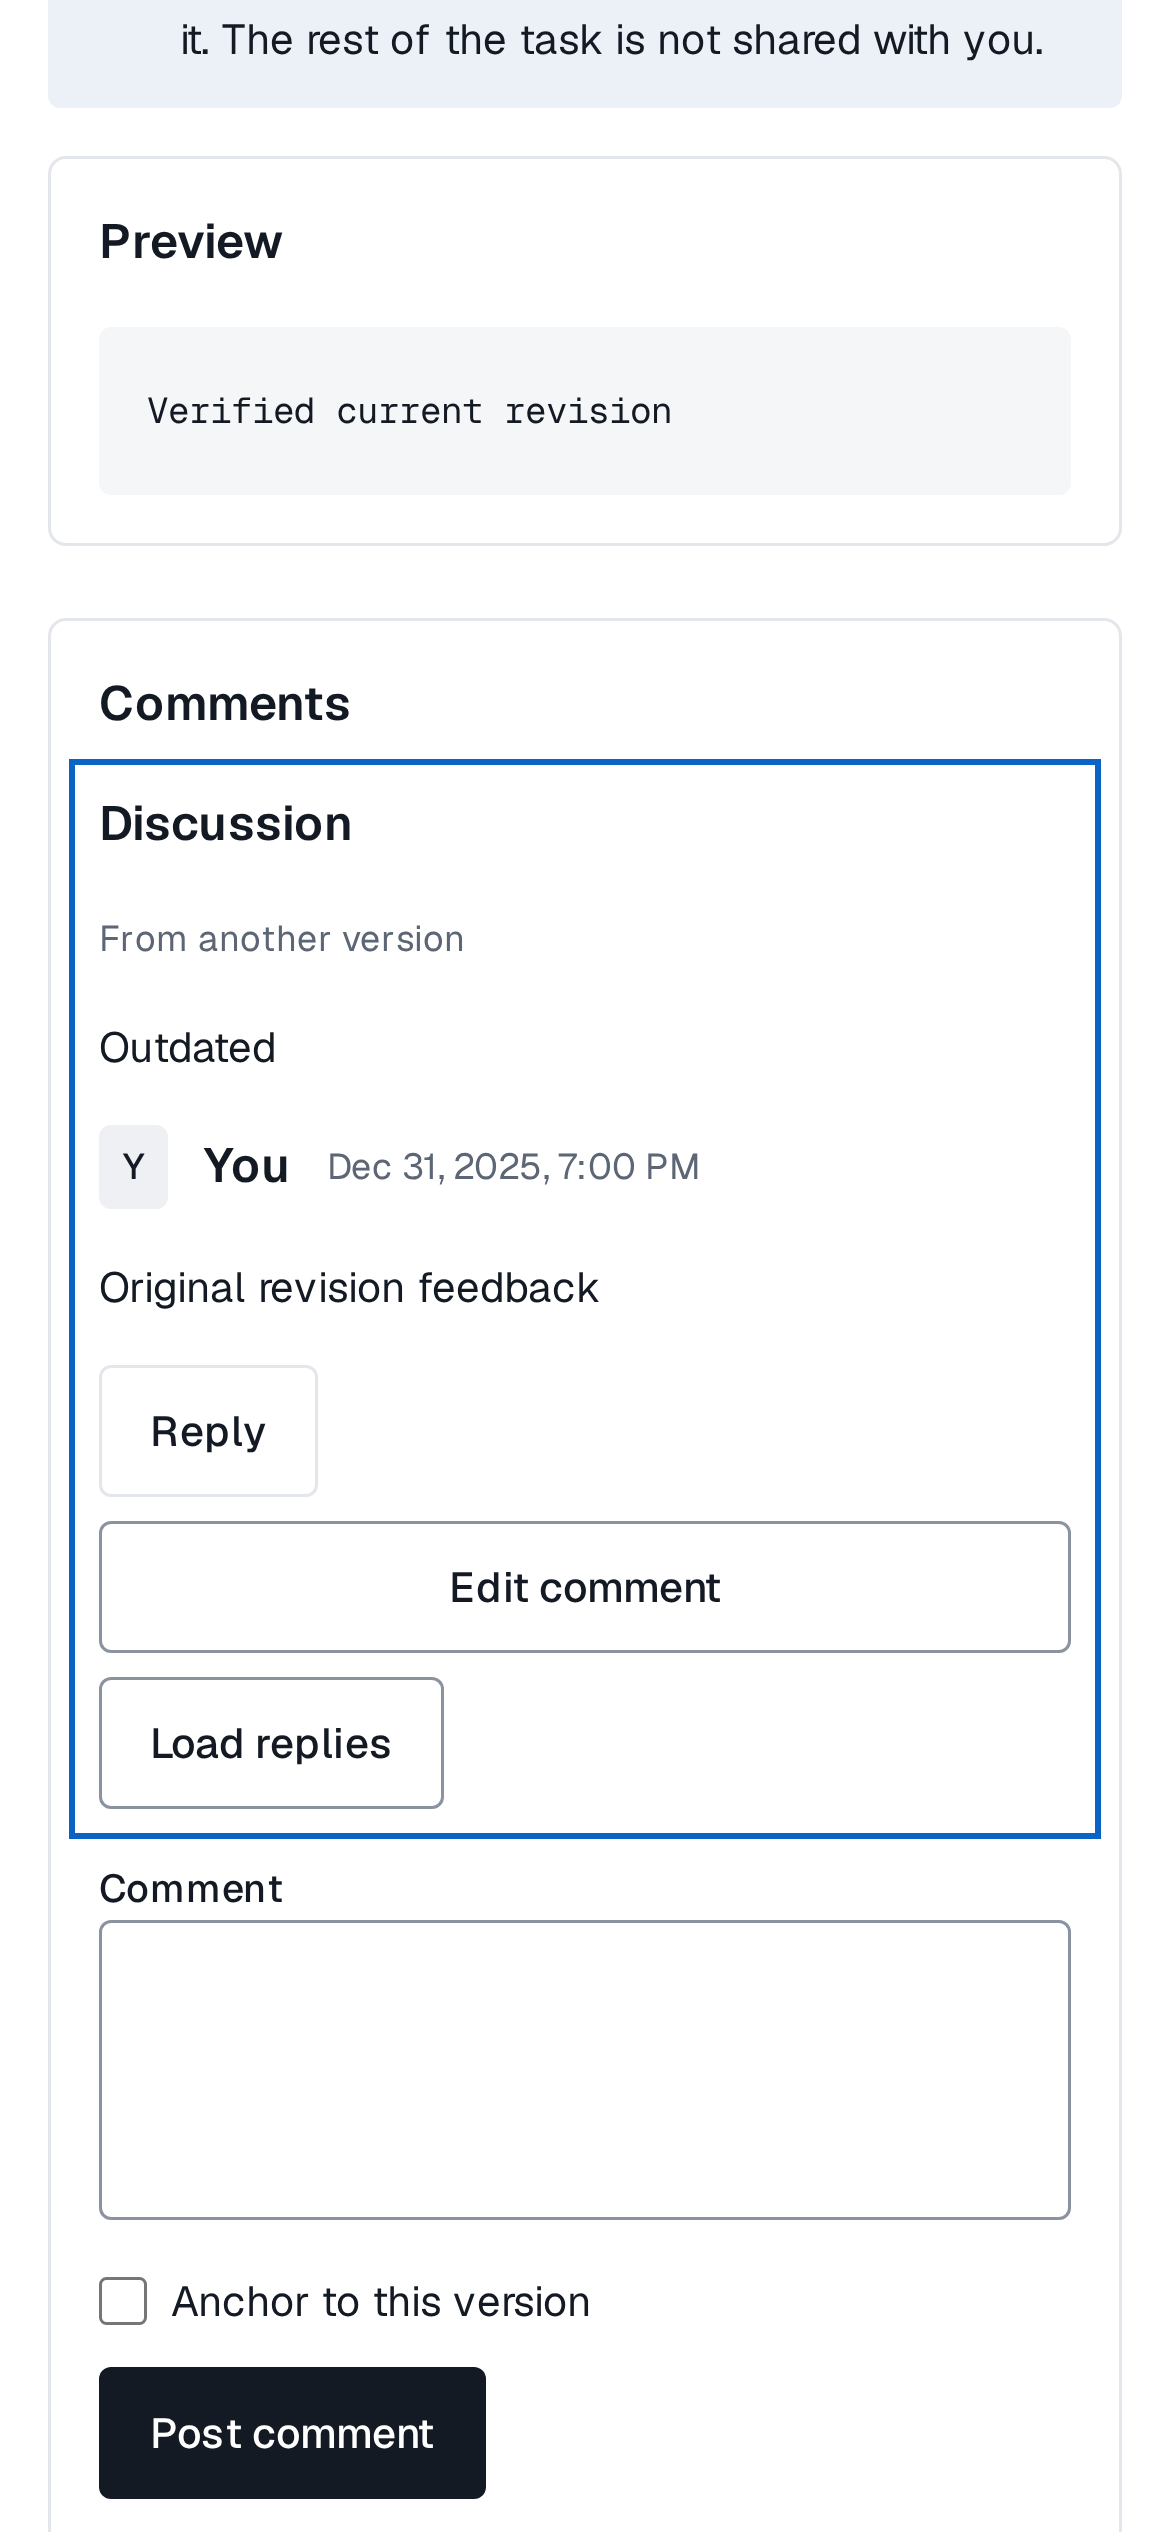 it. The rest of the task is not shared with you.
Preview
Verified current revision
Comments
Discussion
From another version
Outdated
Y You Dec 31, 2025, 7:00 PM
Original revision feedback
Reply
Edit comment
Load replies
Comment
Anchor to this version
Post comment